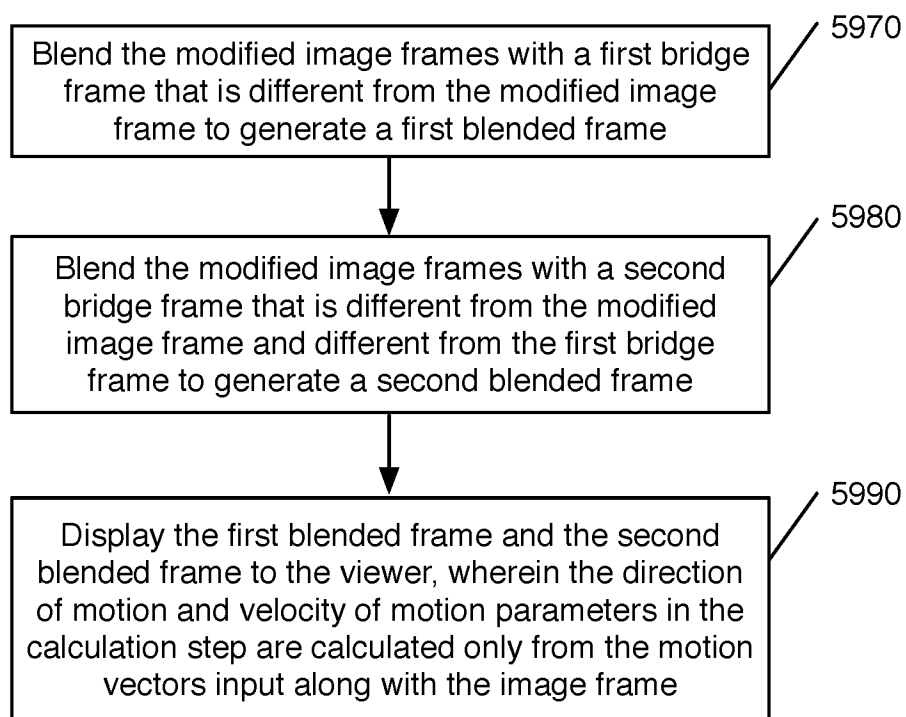 5970
Blend the modified image frames with a first bridge
frame that is different from the modified image
frame to generate a first blended frame
5980
Blend the modified image frames with a second
bridge frame that is different from the modified
image frame and different from the first bridge
frame to generate a second blended frame
5990
Display the first blended frame and the second
blended frame to the viewer, wherein the direction
of motion and velocity of motion parameters in the
calculation step are calculated only from the motion
vectors input along with the image frame